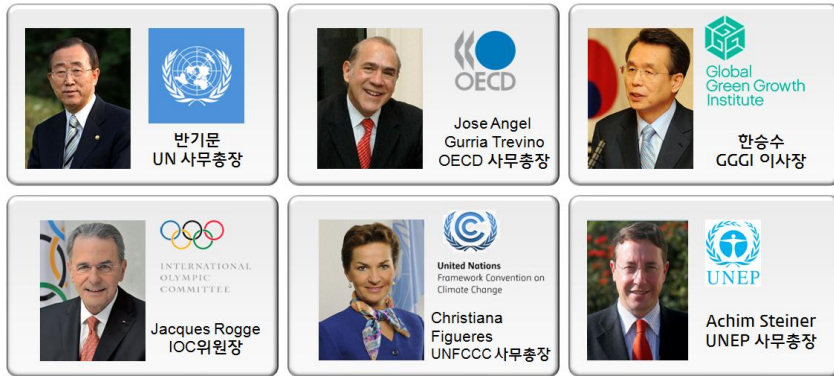 반기문
UN 사무총장
OECD
Jose Angel
Gurria Trevino
OECD 사무총장
Global
Green Growth
Institute
한승수
GGGI 이사장
INTERNATIONAL
OLYMPIC
COMMITTEE
Jacques Rogge
IOC위원장
United Nations
Framework Convention on
Climate Change
Christiana
Figueres
UNFCCC 사무총장
UNEP
Achim Steiner
UNEP 사무총장